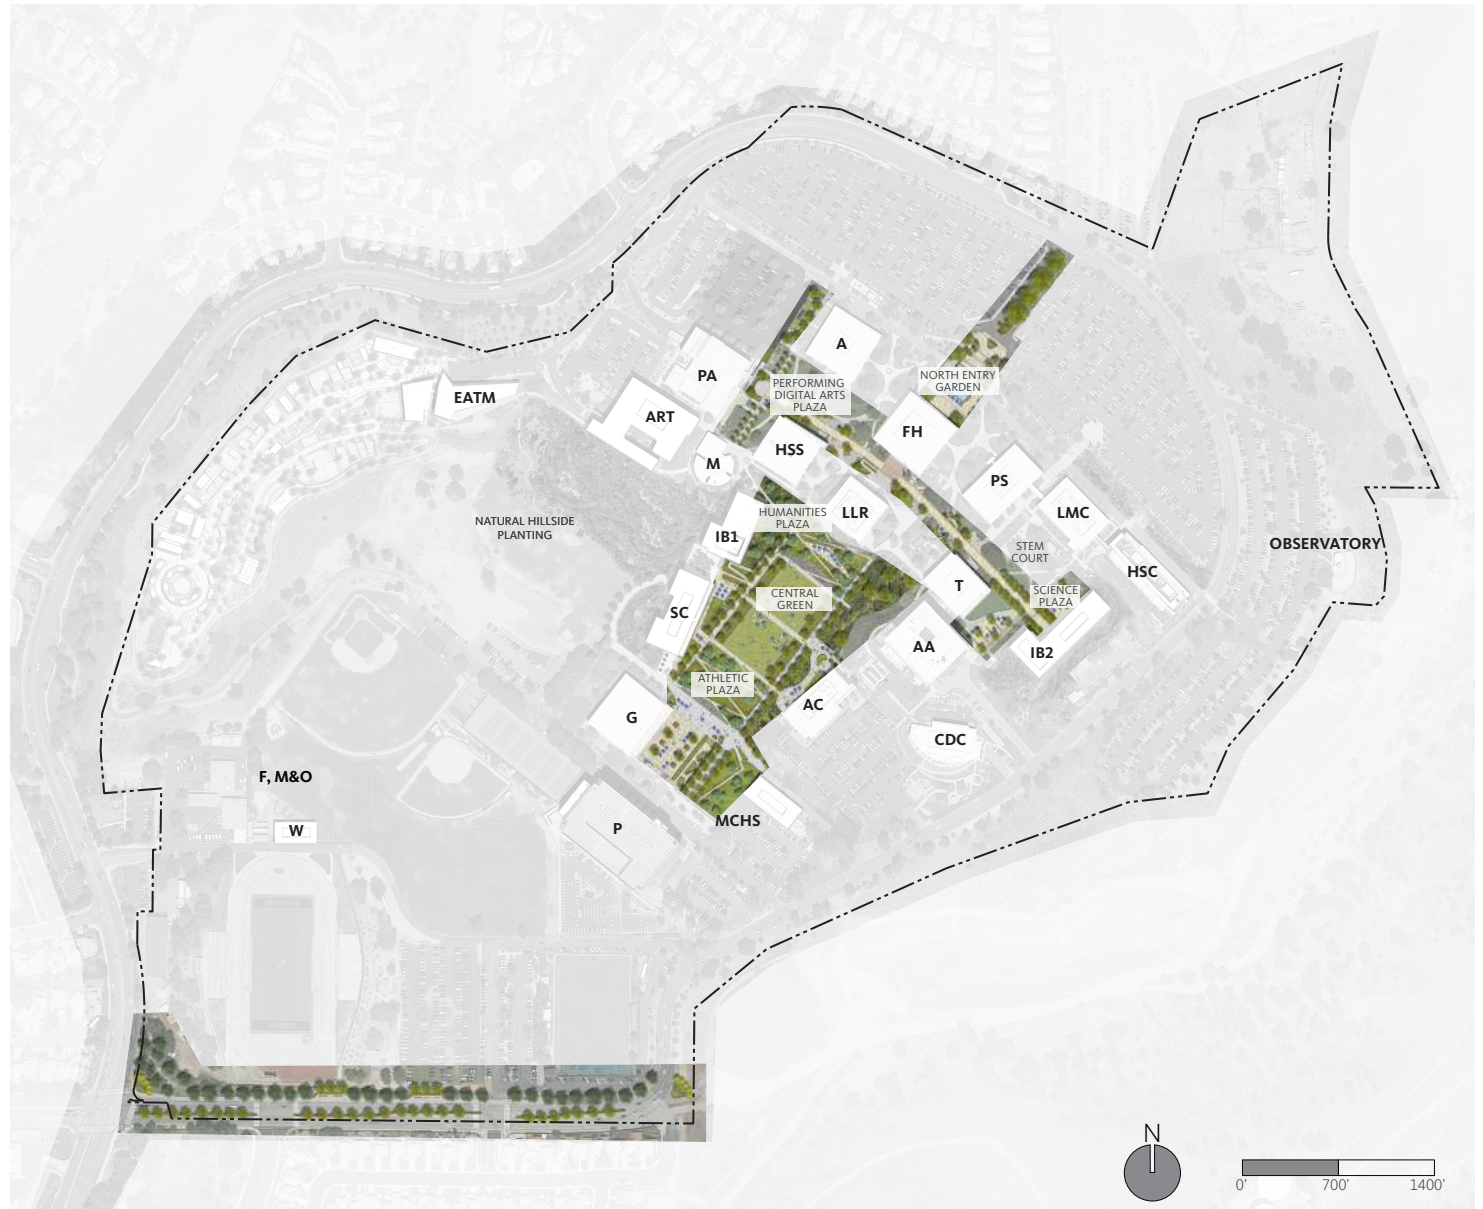 A
PA
NORTH ENTRY
GARDEN
PERFORMING
DIGITAL ARTS
PLAZA
EATM
ART
FH
HSS
M
PS
LLR
LMC
HUMANITIES
PLAZA
NATURAL HILLSIDE
PLANTING
IB1
OBSERVATORY
STEM
COURT
HSC
T
SCIENCE
PLAZA
CENTRAL
GREEN
SC
AA
IB2
ATHLETIC
PLAZA
AC
G
CDC
F, M&O
MCHS
P
W
N
0'
700'
1400'